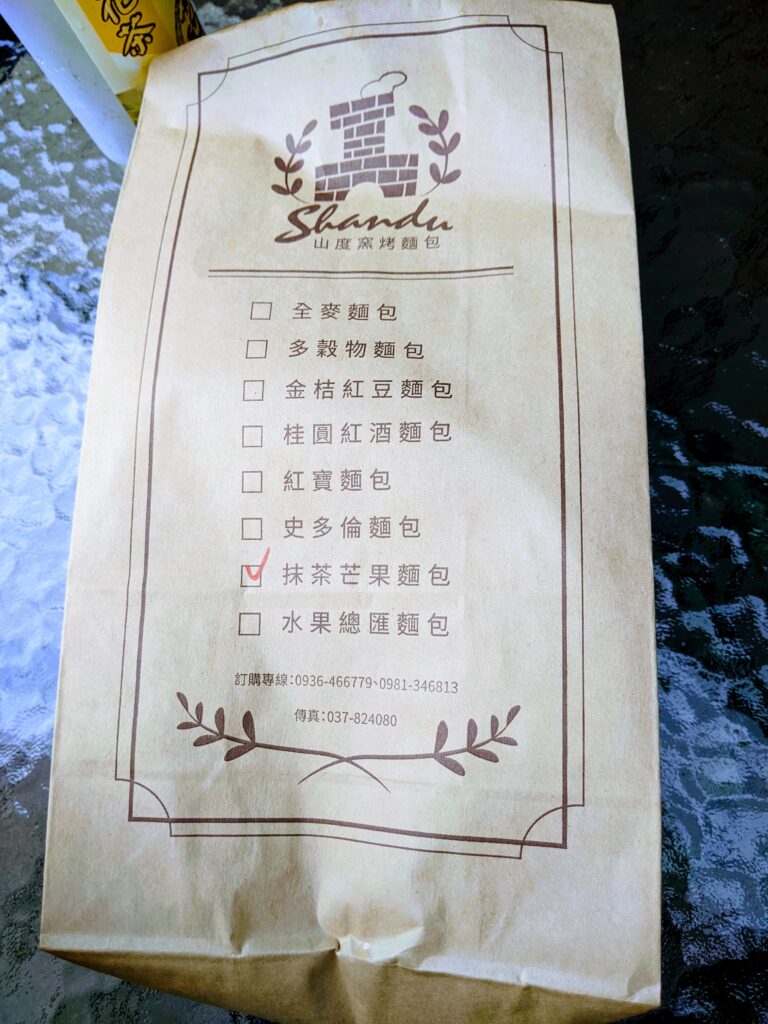 花茶
Shandu
山度窯烤麵包
全麥麵包
多穀物麵包
金桔紅豆麵包
桂圓紅酒麵包
紅寶麵包
史多倫麵包
抹茶芒果麵包
水果總匯麵包
訂購專線:0936-466779、0981-346813
傳真:037-824080